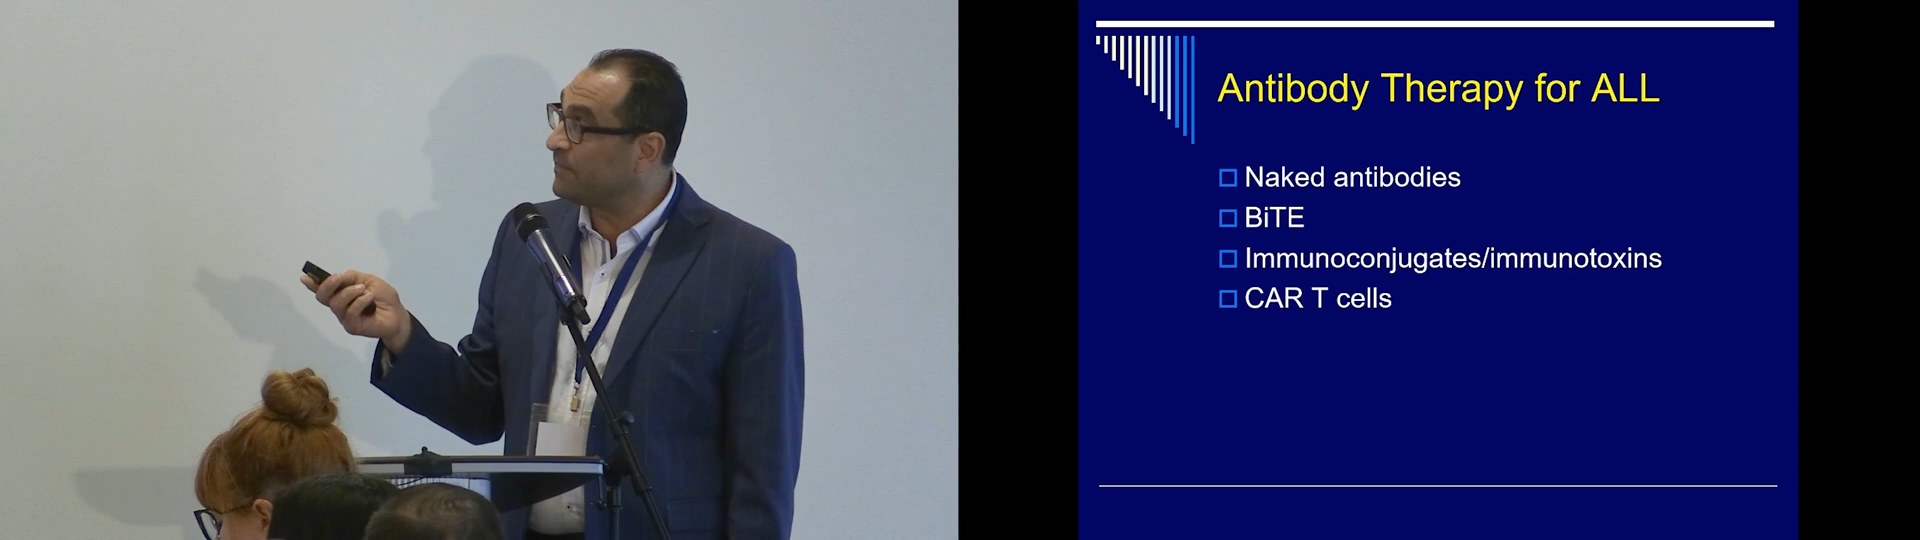 Antibody Therapy for ALL
Naked antibodies
BiTE
Immunoconjugates/immunotoxins
CAR T cells